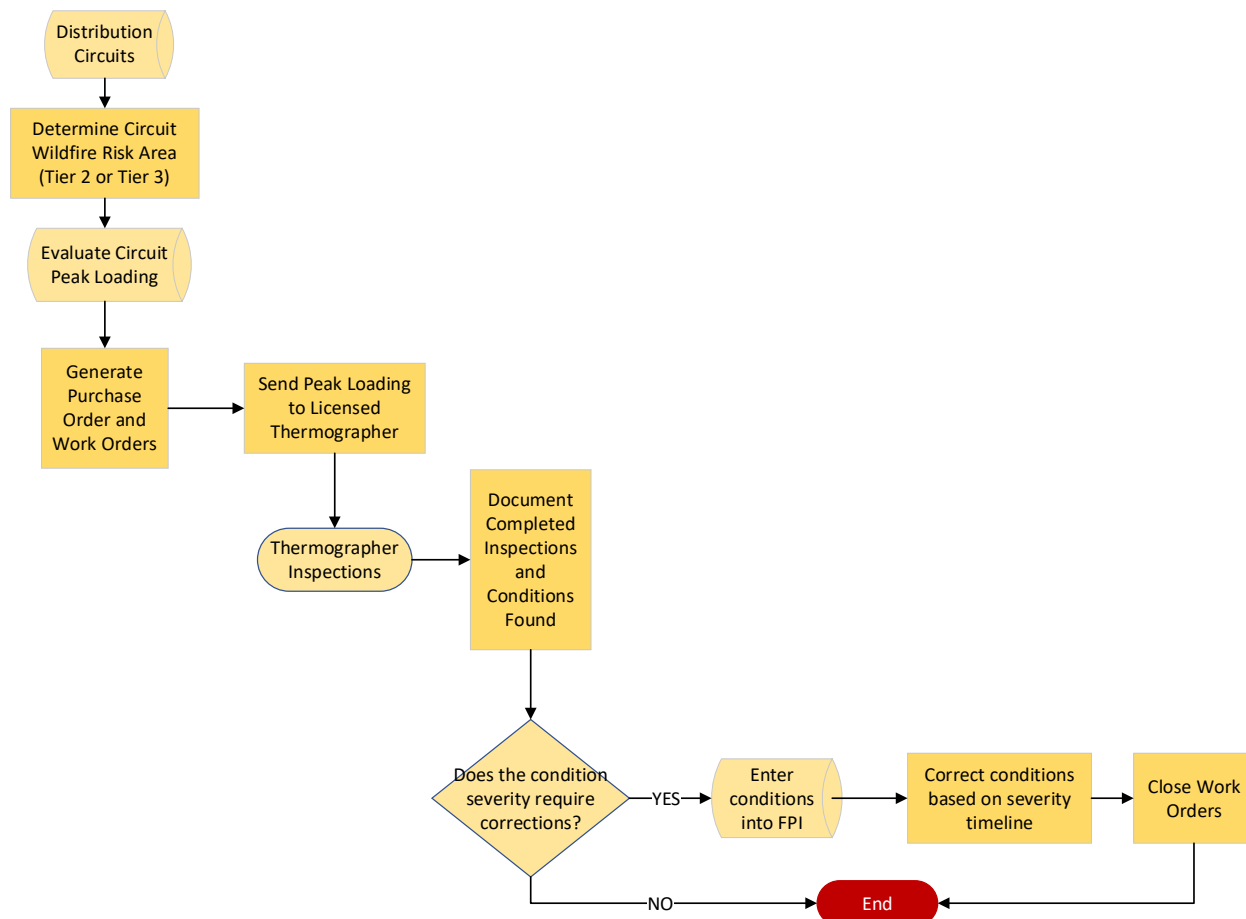 Distribution
Circuits
Determine Circuit
Wildfire Risk Area
(Tier 2 or Tier 3)
Evaluate Circuit
Peak Loading
Generate
Purchase
Order and
Work Orders
Send Peak Loading
to Licensed
Thermographer
Thermographer
Inspections
Document
Completed
Inspections
and
Conditions
Found
Does the condition
severity require
corrections?
YES
Enter
conditions
into FPI
Correct conditions
based on severity
timeline
Close Work
Orders
NO
End